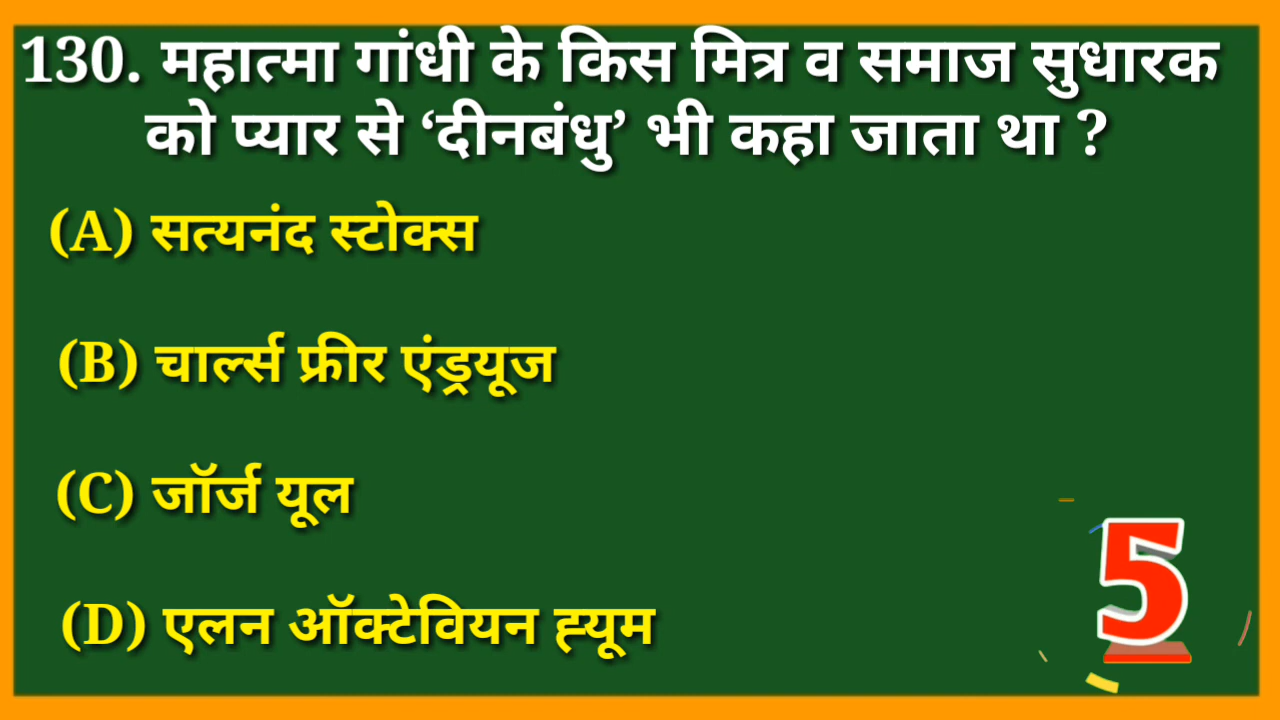 130. महात्मा गांधी के किस मित्र व समाज सुधारक
को प्यार से ‘दीनबंधु’ भी कहा जाता था ?
(A) सत्यनंद स्टोक्स
(B) चार्ल्स फ्रीर एंड्रयूज
(C) जॉर्ज यूल
(D) एलन ऑक्टेवियन ह्यूम
5